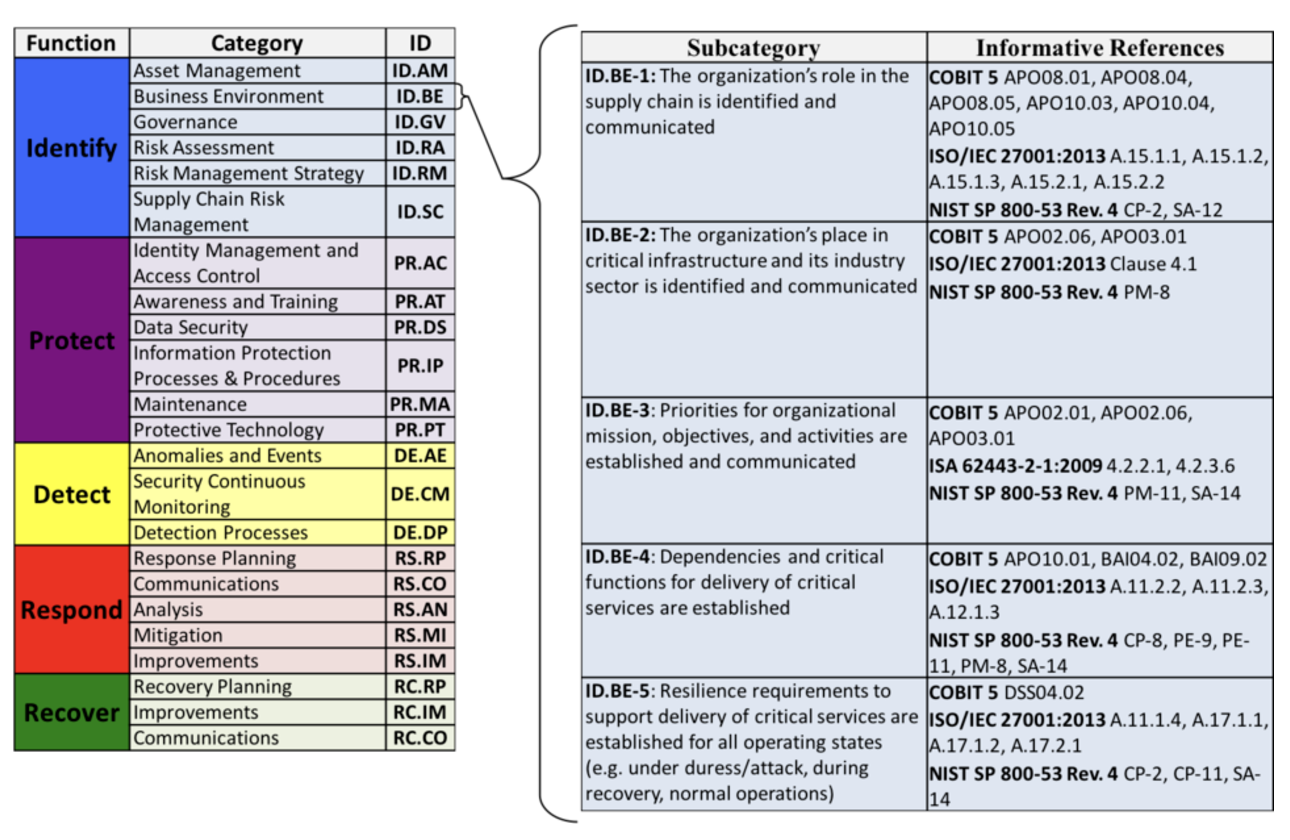 Function Category ID
Identify
Asset Management ID.AM
Business Environment ID.BE
Governance ID.GV
Risk Assessment ID.RA
Risk Management Strategy ID.RM
Supply Chain Risk
Management ID.SC
Protect
Identity Management and
Access Control PR.AC
Awareness and Training PR.AT
Data Security PR.DS
Information Protection
Processes & Procedures PR.IP
Maintenance PR.MA
Protective Technology PR.PT
Detect
Anomalies and Events DE.AE
Security Continuous
Monitoring DE.CM
Detection Processes DE.DP
Respond
Response Planning RS.RP
Communications RS.CO
Analysis RS.AN
Mitigation RS.MI
Improvements RS.IM
Recover
Recovery Planning RC.RP
Improvements RC.IM
Communications RC.CO
Subcategory Informative References
ID.BE-1: The organization’s role in the
supply chain is identified and
communicated
COBIT 5 APO08.01, APO08.04,
APO08.05, APO10.03, APO10.04,
APO10.05
ISO/IEC 27001:2013 A.15.1.1, A.15.1.2,
A.15.1.3, A.15.2.1, A.15.2.2
NIST SP 800-53 Rev. 4 CP-2, SA-12
ID.BE-2: The organization’s place in
critical infrastructure and its industry
sector is identified and communicated
COBIT 5 APO02.06, APO03.01
ISO/IEC 27001:2013 Clause 4.1
NIST SP 800-53 Rev. 4 PM-8
ID.BE-3: Priorities for organizational
mission, objectives, and activities are
established and communicated
COBIT 5 APO02.01, APO02.06,
APO03.01
ISA 62443-2-1:2009 4.2.2.1, 4.2.3.6
NIST SP 800-53 Rev. 4 PM-11, SA-14
ID.BE-4: Dependencies and critical
functions for delivery of critical
services are established
COBIT 5 APO10.01, BAI04.02, BAI09.02
ISO/IEC 27001:2013 A.11.2.2, A.11.2.3,
A.12.1.3
NIST SP 800-53 Rev. 4 CP-8, PE-9, PE-
11, PM-8, SA-14
ID.BE-5: Resilience requirements to
support delivery of critical services are
established for all operating states
(e.g. under duress/attack, during
recovery, normal operations)
COBIT 5 DSS04.02
ISO/IEC 27001:2013 A.11.1.4, A.17.1.1,
A.17.1.2, A.17.2.1
NIST SP 800-53 Rev. 4 CP-2, CP-11, SA-
14